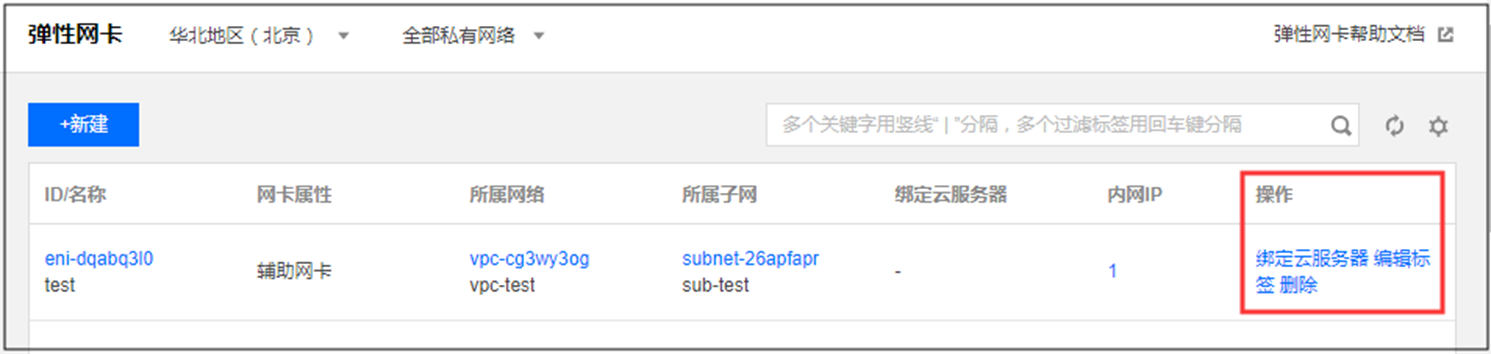 弹性网卡 华北地区（北京） 全部私有网络 弹性网卡帮助文档
+新建 多个关键字用竖线“ | ”分隔，多个过滤标签用回车键分隔
ID/名称 网卡属性 所属网络 所属子网 绑定云服务器 内网IP 操作
eni-dqabq3l0 vpc-cg3wy3og subnet-26apfapr 绑定云服务器 编辑标
辅助网卡 - 1
test vpc-test sub-test 签 删除